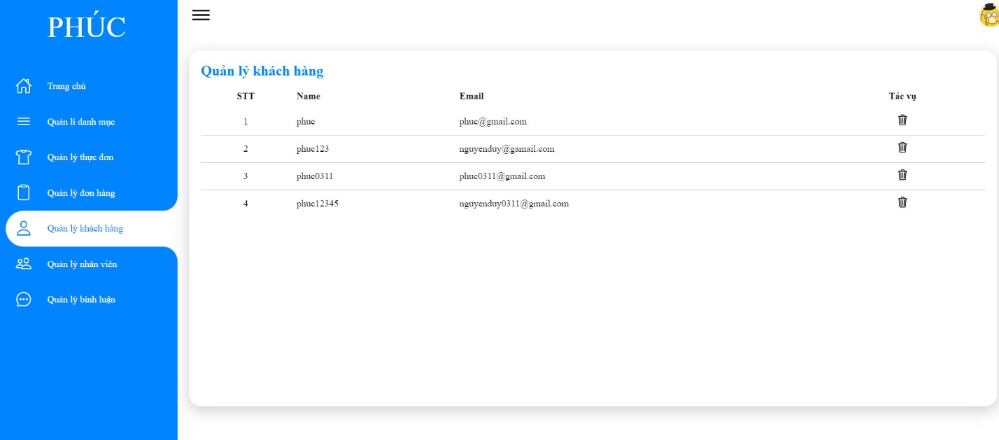 PHÚC
Trang chủ
Quản lí danh mục
Quản lý thực đơn
Quản lý đơn hàng
Quản lý khách hàng
Quản lý nhân viên
Quản lý bình luận
Quản lý khách hàng
STT Name Email Tác vụ
1 phuc phuc@gmail.com
2 phuc123 nguyenduy@gamail.com
3 phuc0311 phuc0311@gmail.com
4 phuc12345 nguyenduy0311@gmail.com